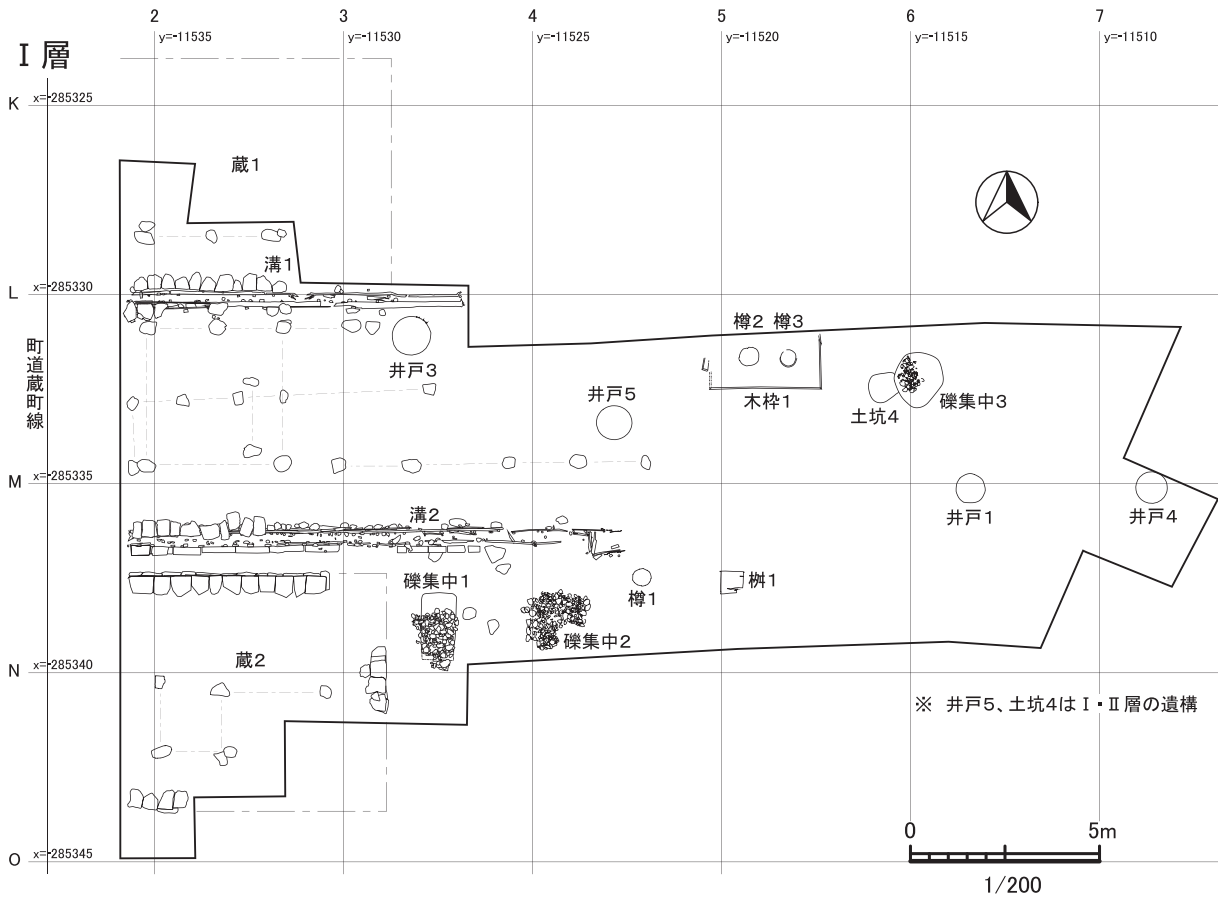 2 3 4 5 6 7
y=-11535 y=-11530 y=-11525 y=-11520 y=-11515 y=-11510
Ⅰ層
K x=-285325
蔵1
溝1
L x=-285330
町道蔵町線
井戸3
樽2 樽3
井戸5
木枠1
土坑4
礫集中3
M x=-285335
溝2
井戸1
井戸4
礫集中1
樽1
桝1
礫集中2
蔵2
N x=-285340
※ 井戸5、土坑4はⅠ・Ⅱ層の遺構
0 5m
1/200
O x=-285345